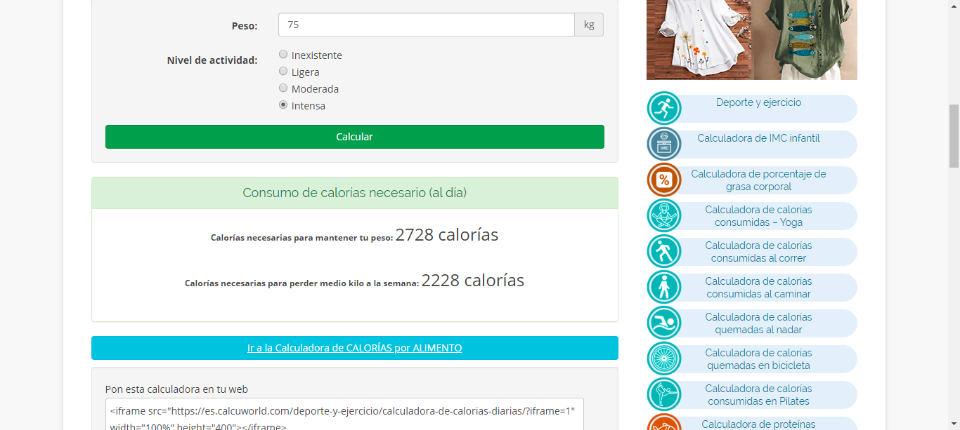 Peso:
75
kg
Nivel de actividad:
Inexistente
Ligera
Moderada
Intensa
Calcular
Consumo de calorías necesario (al día)
Calorías necesarias para mantener tu peso: 2728 calorías
Calorías necesarias para perder medio kilo a la semana: 2228 calorías
Ir a la Calculadora de CALORÍAS por ALIMENTO
Pon esta calculadora en tu web
<iframe src="https://es.calcuworld.com/deporte-y-ejercicio/calculadora-de-calorias-diarias/?iframe=1"
width="100%" height="400"></iframe>
Deporte y ejercicio
Calculadora de IMC infantil
Calculadora de porcentaje de
grasa corporal
Calculadora de calorías
consumidas – Yoga
Calculadora de calorías
consumidas al correr
Calculadora de calorías
consumidas al caminar
Calculadora de calorías
quemadas al nadar
Calculadora de calorías
quemadas en bicicleta
Calculadora de calorías
consumidas en Pilates
Calculadora de proteínas